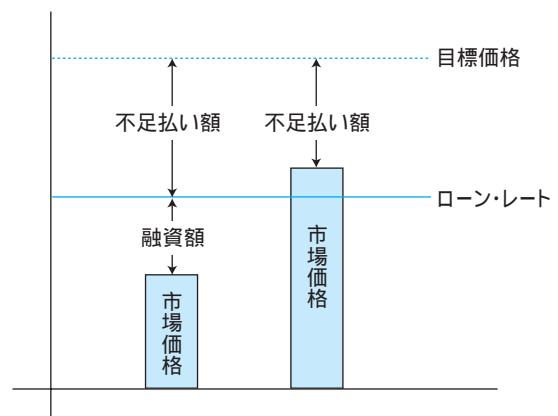 目標価格
不足払い額
不足払い額
ローン・レート
融資額
市場価格
市場価格